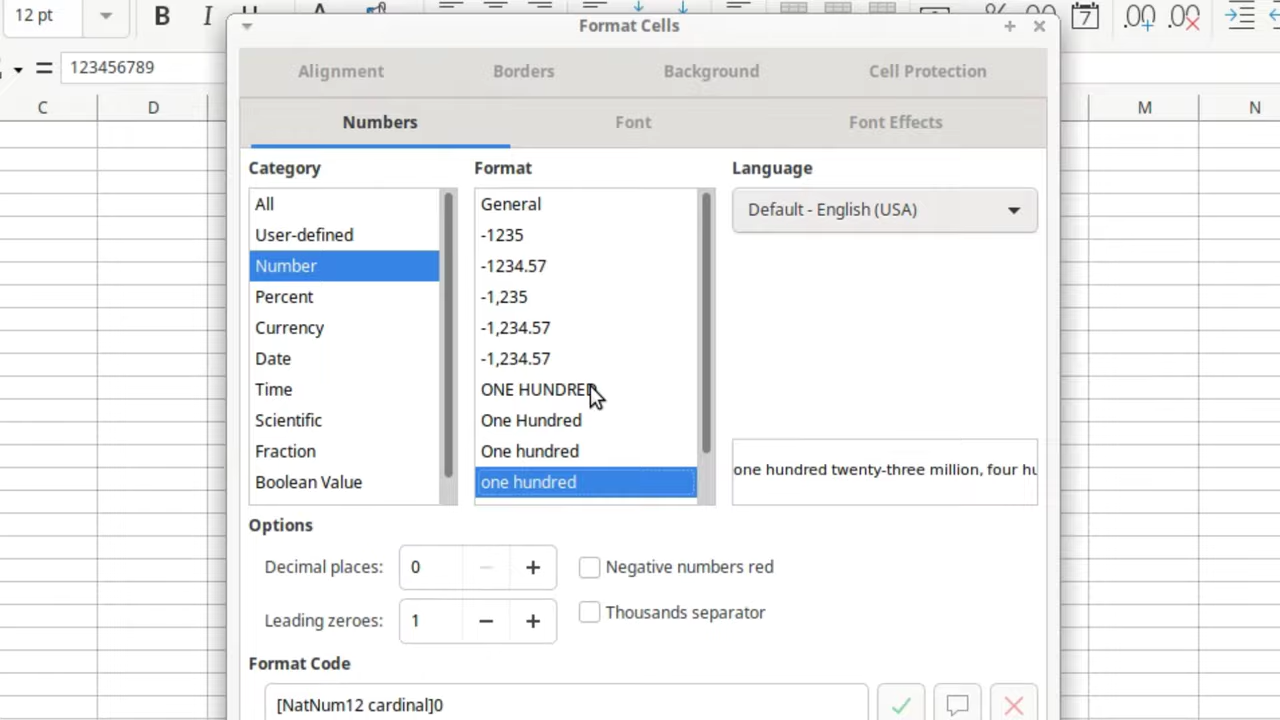 12 pt B I
Format Cells
= 123456789
C D M N
Alignment Borders Background Cell Protection
Numbers Font Font Effects
Category Format Language
All General Default - English (USA)
User-defined -1235
Number -1234.57
Percent -1,235
Currency -1,234.57
Date -1,234.57
Time ONE HUNDRED
Scientific One Hundred
Fraction One hundred
one hundred twenty-three million, four hu
Boolean Value one hundred
Options
Decimal places: 0 Negative numbers red
Leading zeroes: 1 Thousands separator
Format Code
[NatNum12 cardinal]0